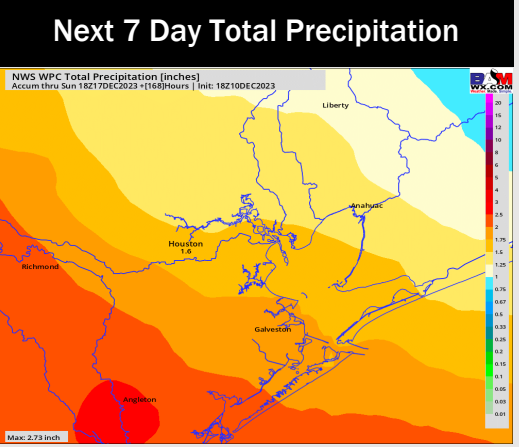 Next 7 Day Total Precipitation
NWS WPC Total Precipitation [inches]
Accum thru Sun 18Z17DEC2023 +[168]Hours | Init: 18Z10DEC2023
BAM
WX.COM
Liberty
Anahuac
Houston
1.6
Richmond
Galveston
Angleton
20
15
12
10
8
6
5
4
3
2.5
2
1.75
1.5
1.25
1
0.75
0.67
0.5
0.33
0.25
0.2
0.15
0.1
0.05
0.03
0.01
Max: 2.73 inch